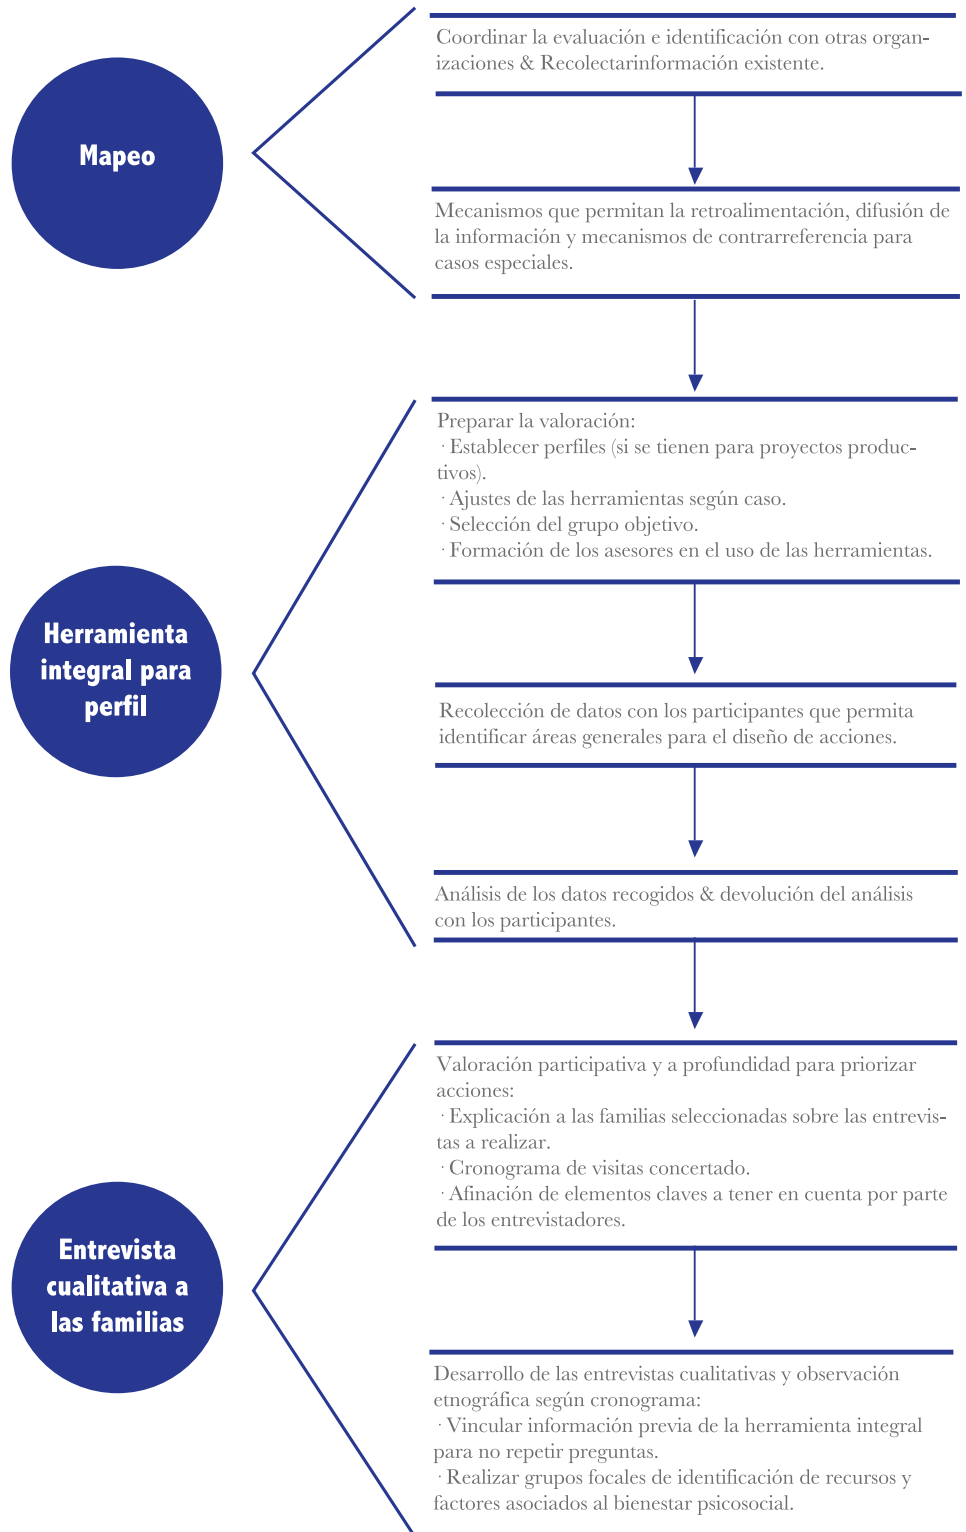 Mapeo
Coordinar la evaluación e identificación con otras organ-
izaciones & Recolectarinformación existente.
Mecanismos que permitan la retroalimentación, difusión de
la información y mecanismos de contrarreferencia para
casos especiales.
Herramienta
integral para
perfil
Preparar la valoración:
· Establecer perfiles (si se tienen para proyectos produc-
tivos).
· Ajustes de las herramientas según caso.
· Selección del grupo objetivo.
· Formación de los asesores en el uso de las herramientas.
Recolección de datos con los participantes que permita
identificar áreas generales para el diseño de acciones.
Análisis de los datos recogidos & devolución del análisis
con los participantes.
Entrevista
cualitativa a
las familias
Valoración participativa y a profundidad para priorizar
acciones:
· Explicación a las familias seleccionadas sobre las entrevis-
tas a realizar.
· Cronograma de visitas concertado.
· Afinación de elementos claves a tener en cuenta por parte
de los entrevistadores.
Desarrollo de las entrevistas cualitativas y observación
etnográfica según cronograma:
· Vincular información previa de la herramienta integral
para no repetir preguntas.
· Realizar grupos focales de identificación de recursos y
factores asociados al bienestar psicosocial.